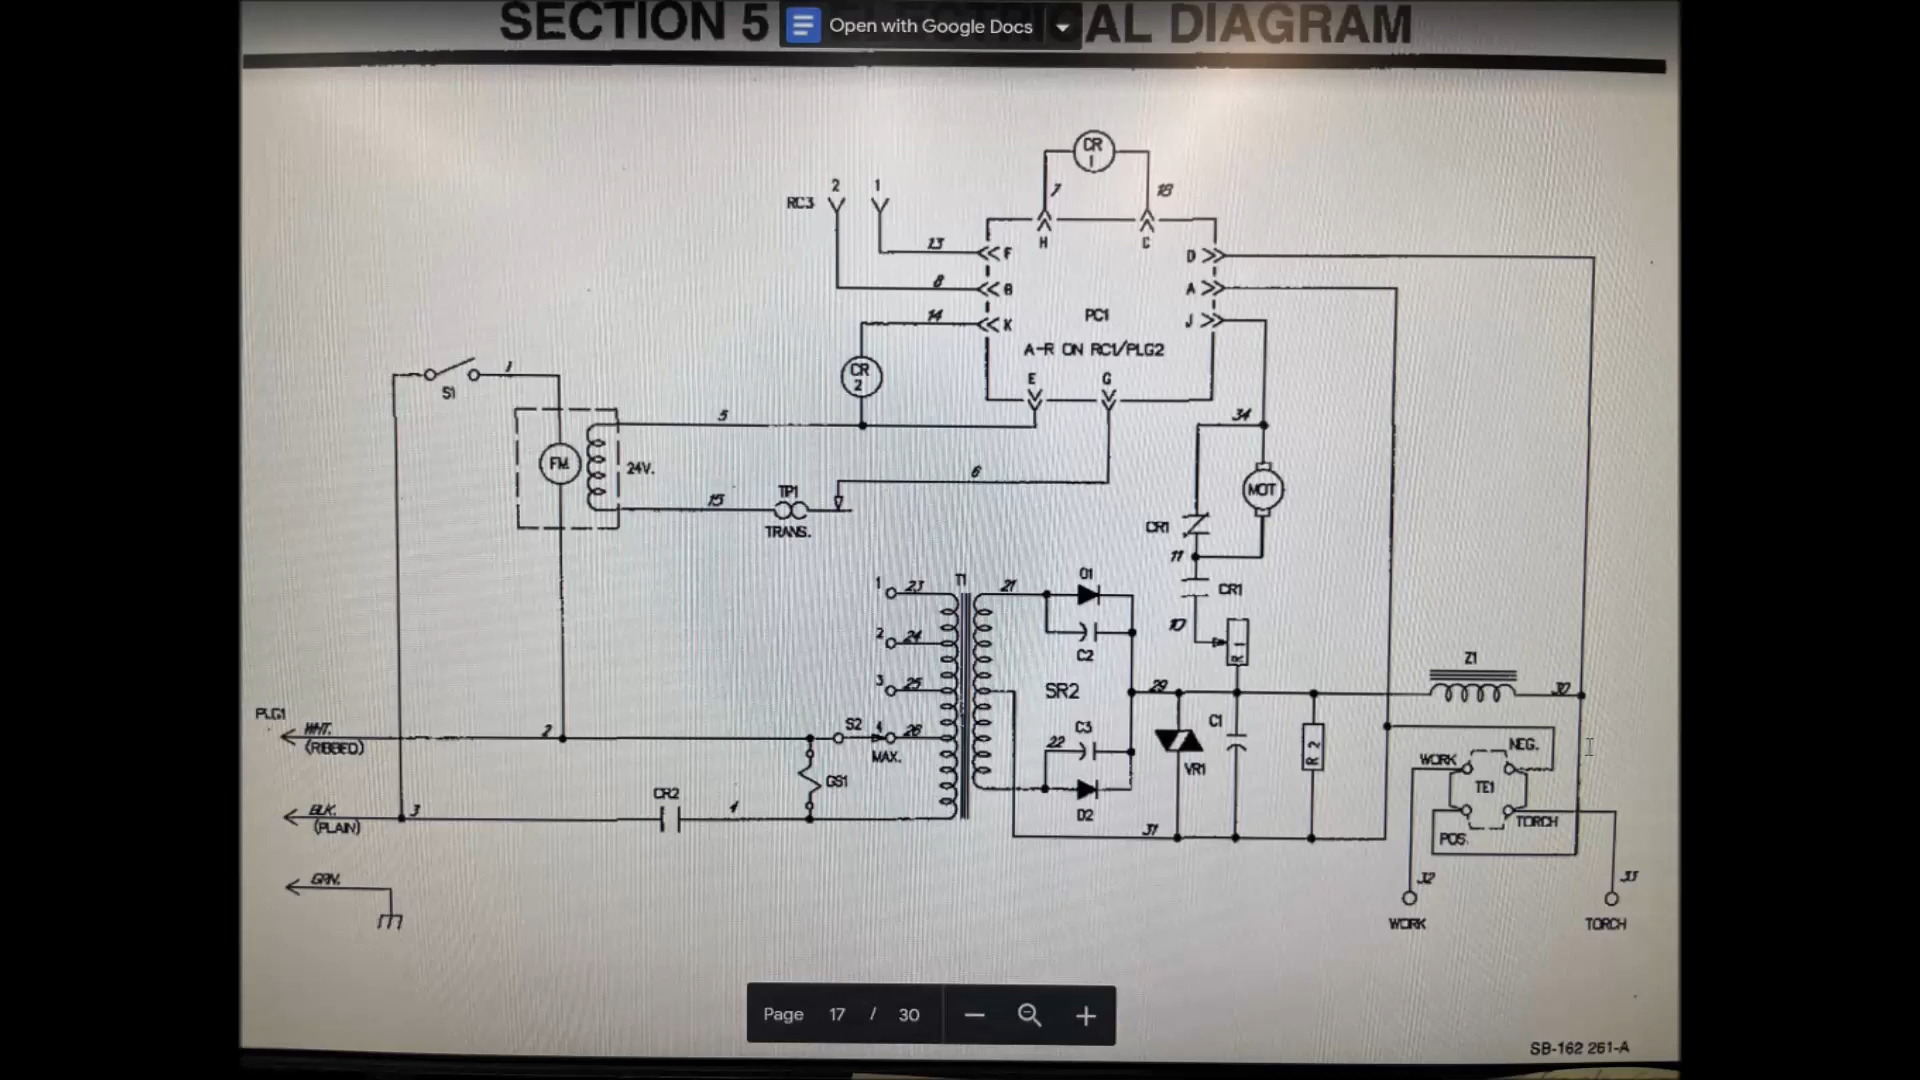 SECTION 5
AL DIAGRAM
Open with Google Docs
CR
1
7
18
2
1
RC3
H
C
13
F
D
8
B
A
14
K
PC1
J
A-R ON RC1/PLG2
CR
2
E
G
S1
1
5
34
FM
24V.
6
MOT
15
TP1
TRANS.
CR1
11
1
23
T1
21
D1
CR1
2
24
C2
10
R 1
3
25
SR2
29
Z1
30
PLG1
WHT.
(RIBBED)
2
S2
4
26
MAX.
C3
22
C1
VR1
R 2
NEG.
WORK
TE1
GS1
BLK.
(PLAIN)
3
CR2
4
D2
TORCH
POS.
31
GRN.
32
33
WORK
TORCH
Page 17 / 30
SB-162 261-A